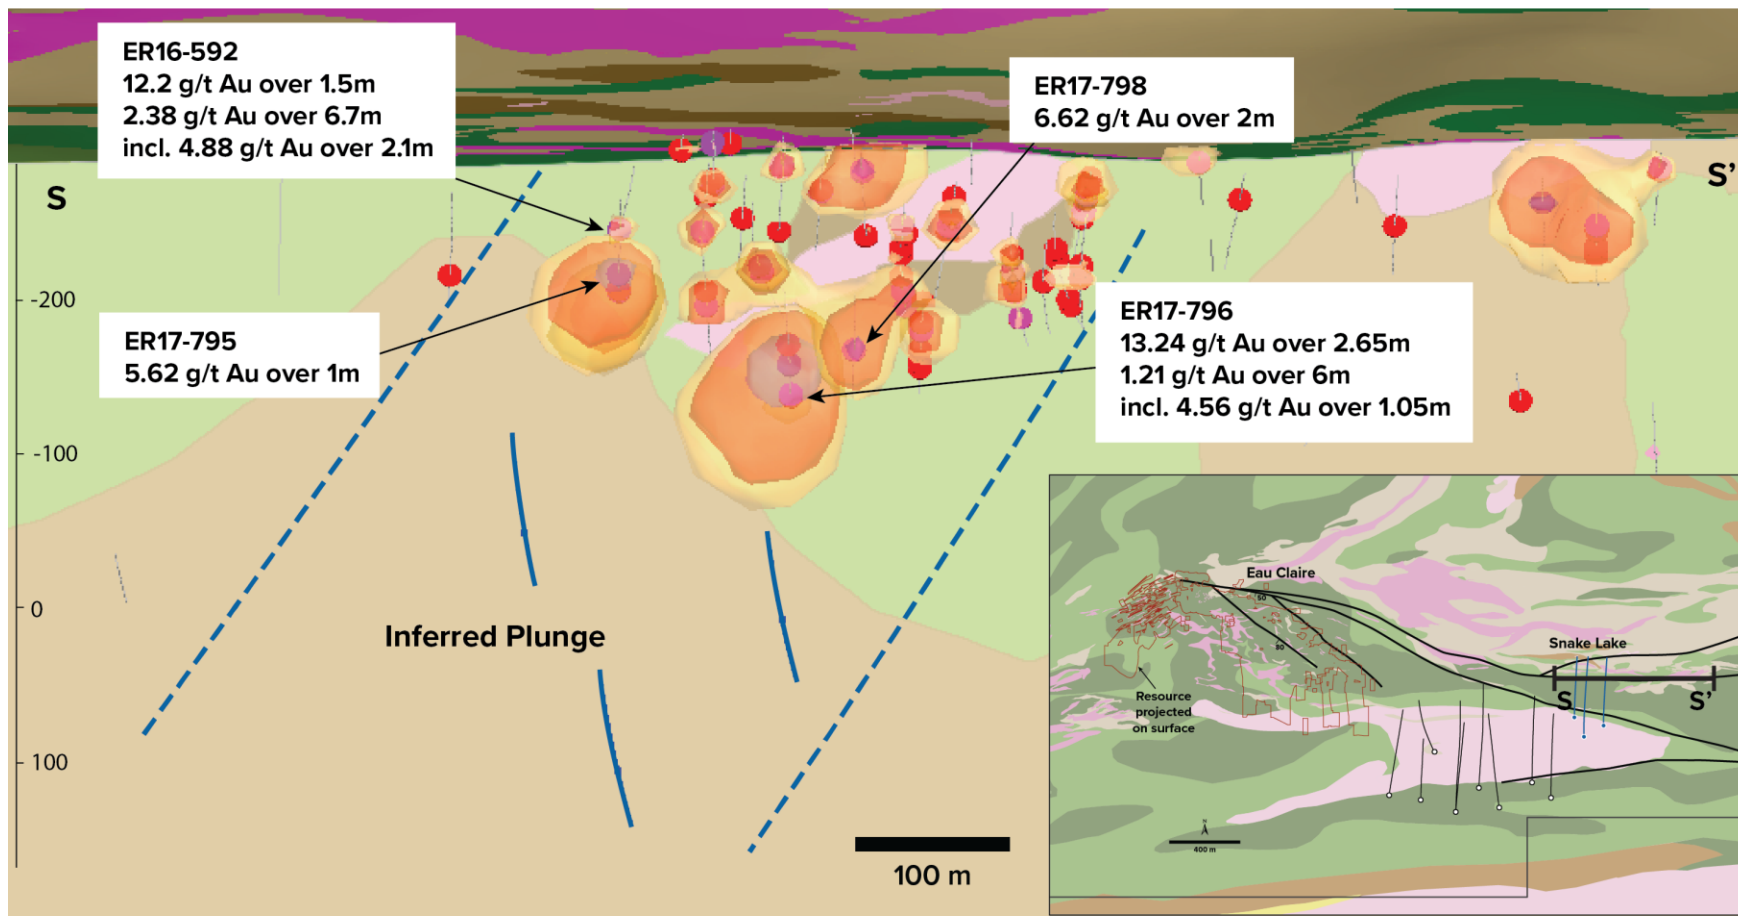 ER16-592
12.2 g/t Au over 1.5m
2.38 g/t Au over 6.7m
incl. 4.88 g/t Au over 2.1m
ER17-798
6.62 g/t Au over 2m
S
S'
-200
ER17-795
5.62 g/t Au over 1m
ER17-796
13.24 g/t Au over 2.65m
1.21 g/t Au over 6m
incl. 4.56 g/t Au over 1.05m
-100
0
Inferred Plunge
100
100 m
Eau Claire
Snake Lake
S
S'
Resource
projected
on surface
400 m